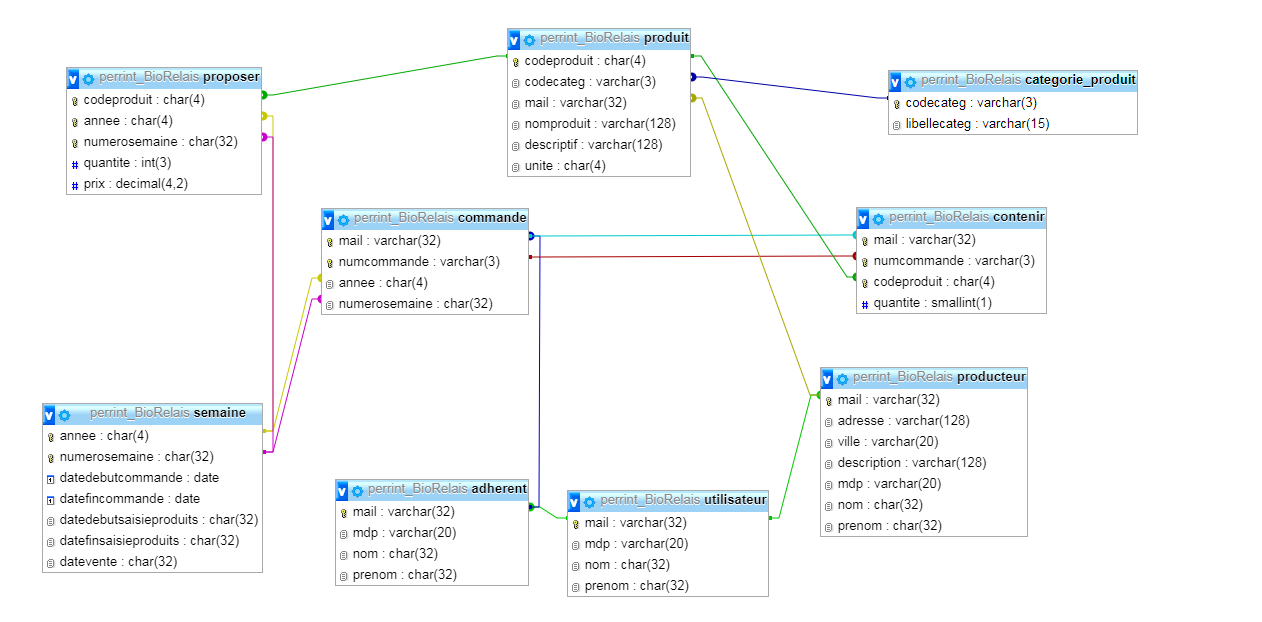 perrint_BioRelais proposer
codeproduit : char(4)
annee : char(4)
numerosemaine : char(32)
quantite : int(3)
prix : decimal(4,2)
perrint_BioRelais produit
codeproduit : char(4)
codecateg : varchar(3)
mail : varchar(32)
nomproduit : varchar(128)
descriptif : varchar(128)
unite : char(4)
perrint_BioRelais categorie_produit
codecateg : varchar(3)
libellecateg : varchar(15)
perrint_BioRelais commande
mail : varchar(32)
numcommande : varchar(3)
annee : char(4)
numerosemaine : char(32)
perrint_BioRelais contenir
mail : varchar(32)
numcommande : varchar(3)
codeproduit : char(4)
quantite : smallint(1)
perrint_BioRelais semaine
annee : char(4)
numerosemaine : char(32)
datedebutcommande : date
datefincommande : date
datedebutsaisieproduits : char(32)
datefinsaisieproduits : char(32)
datevente : char(32)
perrint_BioRelais adherent
mail : varchar(32)
mdp : varchar(20)
nom : char(32)
prenom : char(32)
perrint_BioRelais utilisateur
mail : varchar(32)
mdp : varchar(20)
nom : char(32)
prenom : char(32)
perrint_BioRelais producteur
mail : varchar(32)
adresse : varchar(128)
ville : varchar(20)
description : varchar(128)
mdp : varchar(20)
nom : char(32)
prenom : char(32)